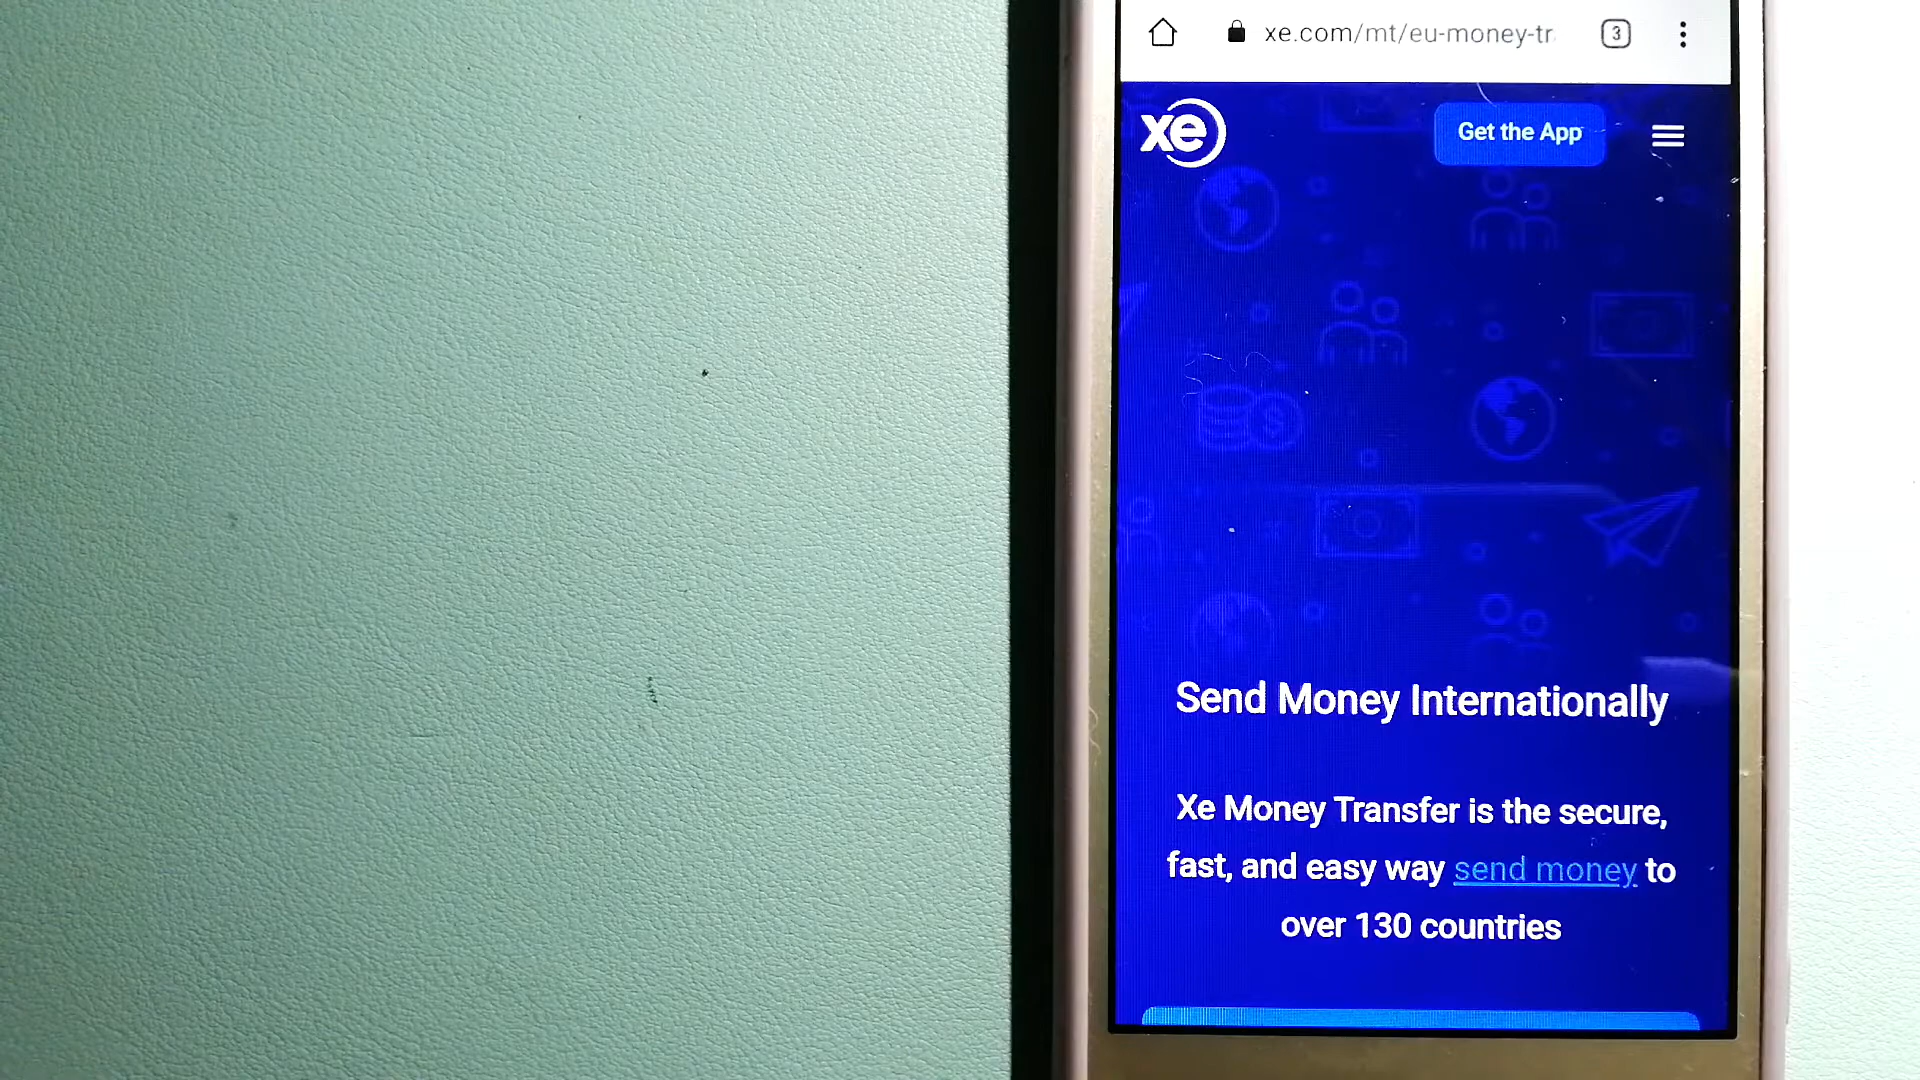 xe.com/mt/eu-money-tr
3
xe
Get the App
Send Money Internationally
Xe Money Transfer is the secure,
fast, and easy way send money to
over 130 countries